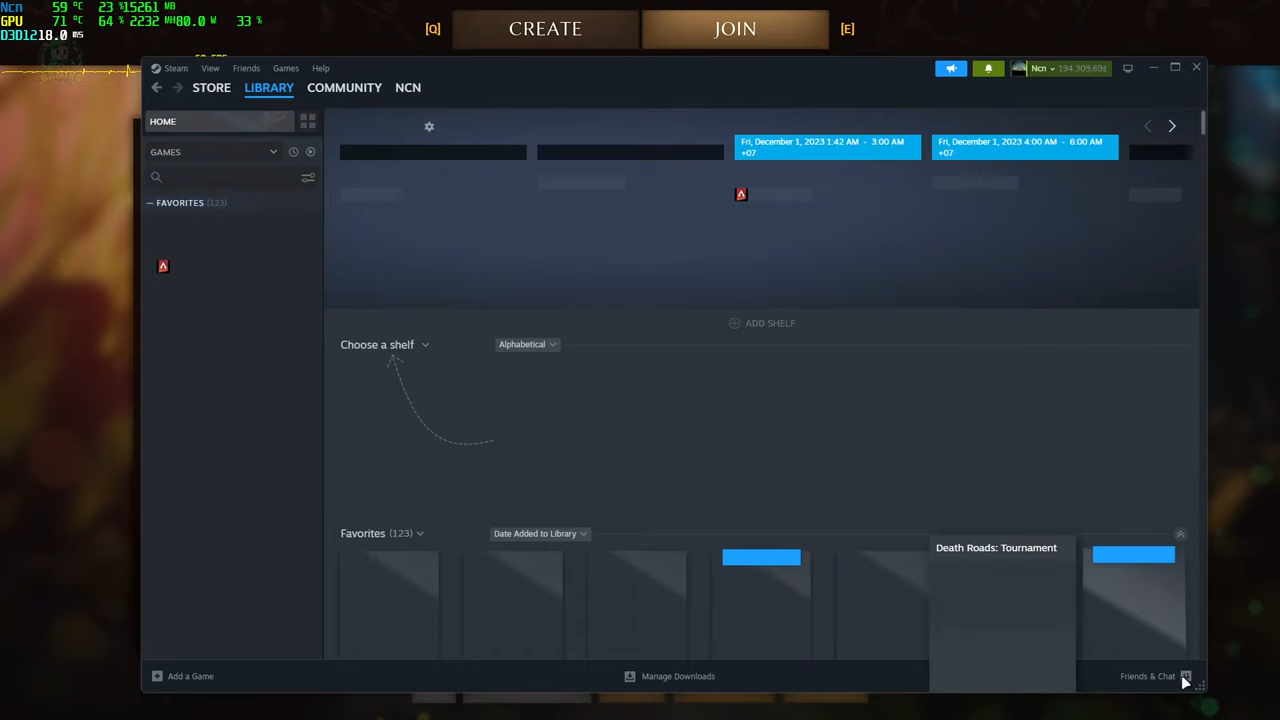 Ncn 59 °C 23 % 15261 MB
GPU 71 °C 64 % 2232 MH 80.0 W 33 %
D3D12 18.0 ms
[Q] CREATE JOIN [E]
Steam View Friends Games Help
Ncn
STORE LIBRARY COMMUNITY NCN
HOME
GAMES
FAVORITES (123)
Fri, December 1, 2023 1:42 AM - 3:00 AM +07
Fri, December 1, 2023 4:00 AM - 6:00 AM +07
ADD SHELF
Choose a shelf
Alphabetical
Favorites (123)
Date Added to Library
Death Roads: Tournament
Add a Game
Manage Downloads
Friends & Chat